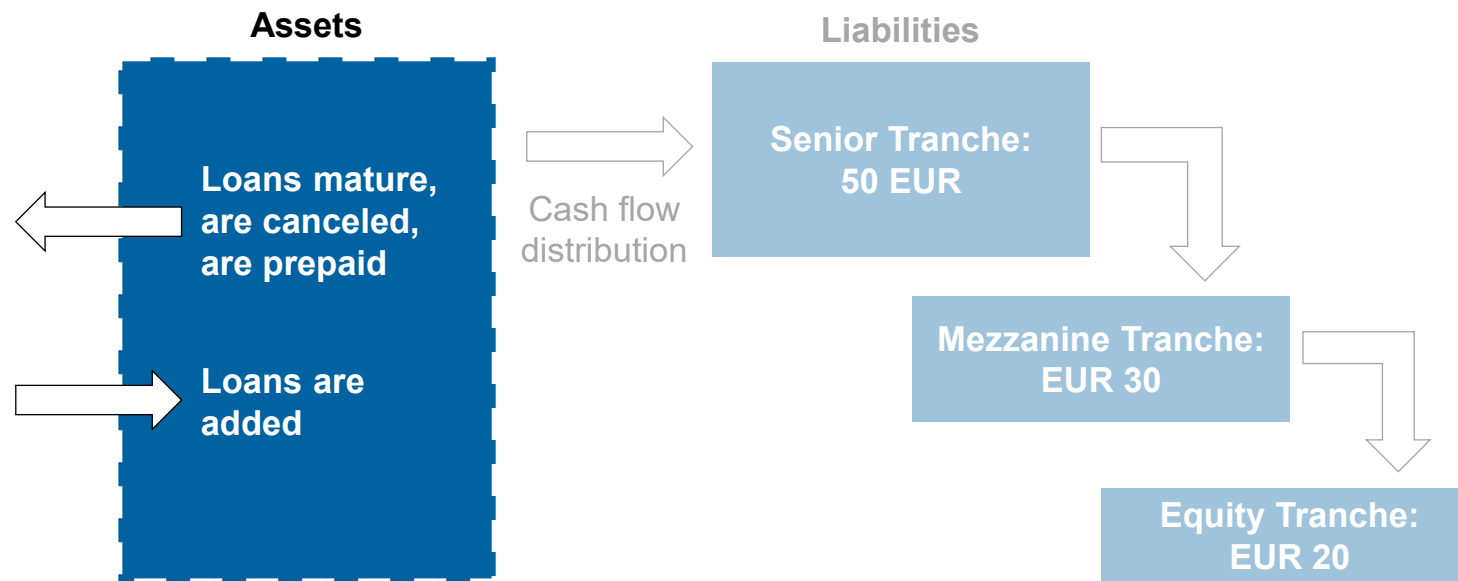 Assets
Loans mature,
are canceled,
are prepaid
Loans are
added
Cash flow
distribution
Liabilities
Senior Tranche:
50 EUR
Mezzanine Tranche:
EUR 30
Equity Tranche:
EUR 20